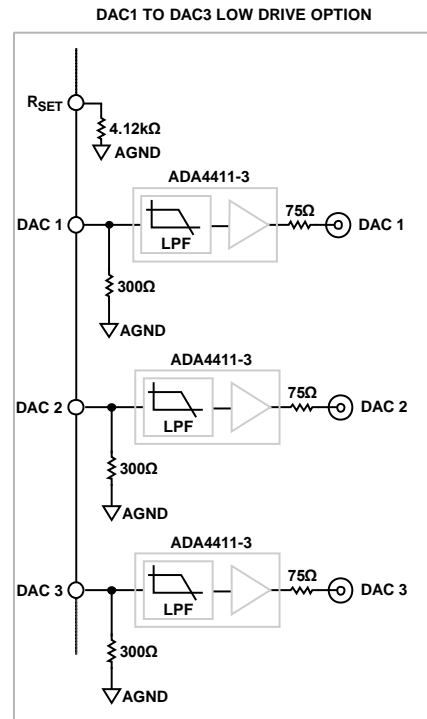 DAC1 TO DAC3 LOW DRIVE OPTION
RSET
4.12kΩ
AGND
ADA4411-3
DAC 1
LPF
75Ω
DAC 1
300Ω
AGND
ADA4411-3
DAC 2
LPF
75Ω
DAC 2
300Ω
AGND
ADA4411-3
DAC 3
LPF
75Ω
DAC 3
300Ω
AGND